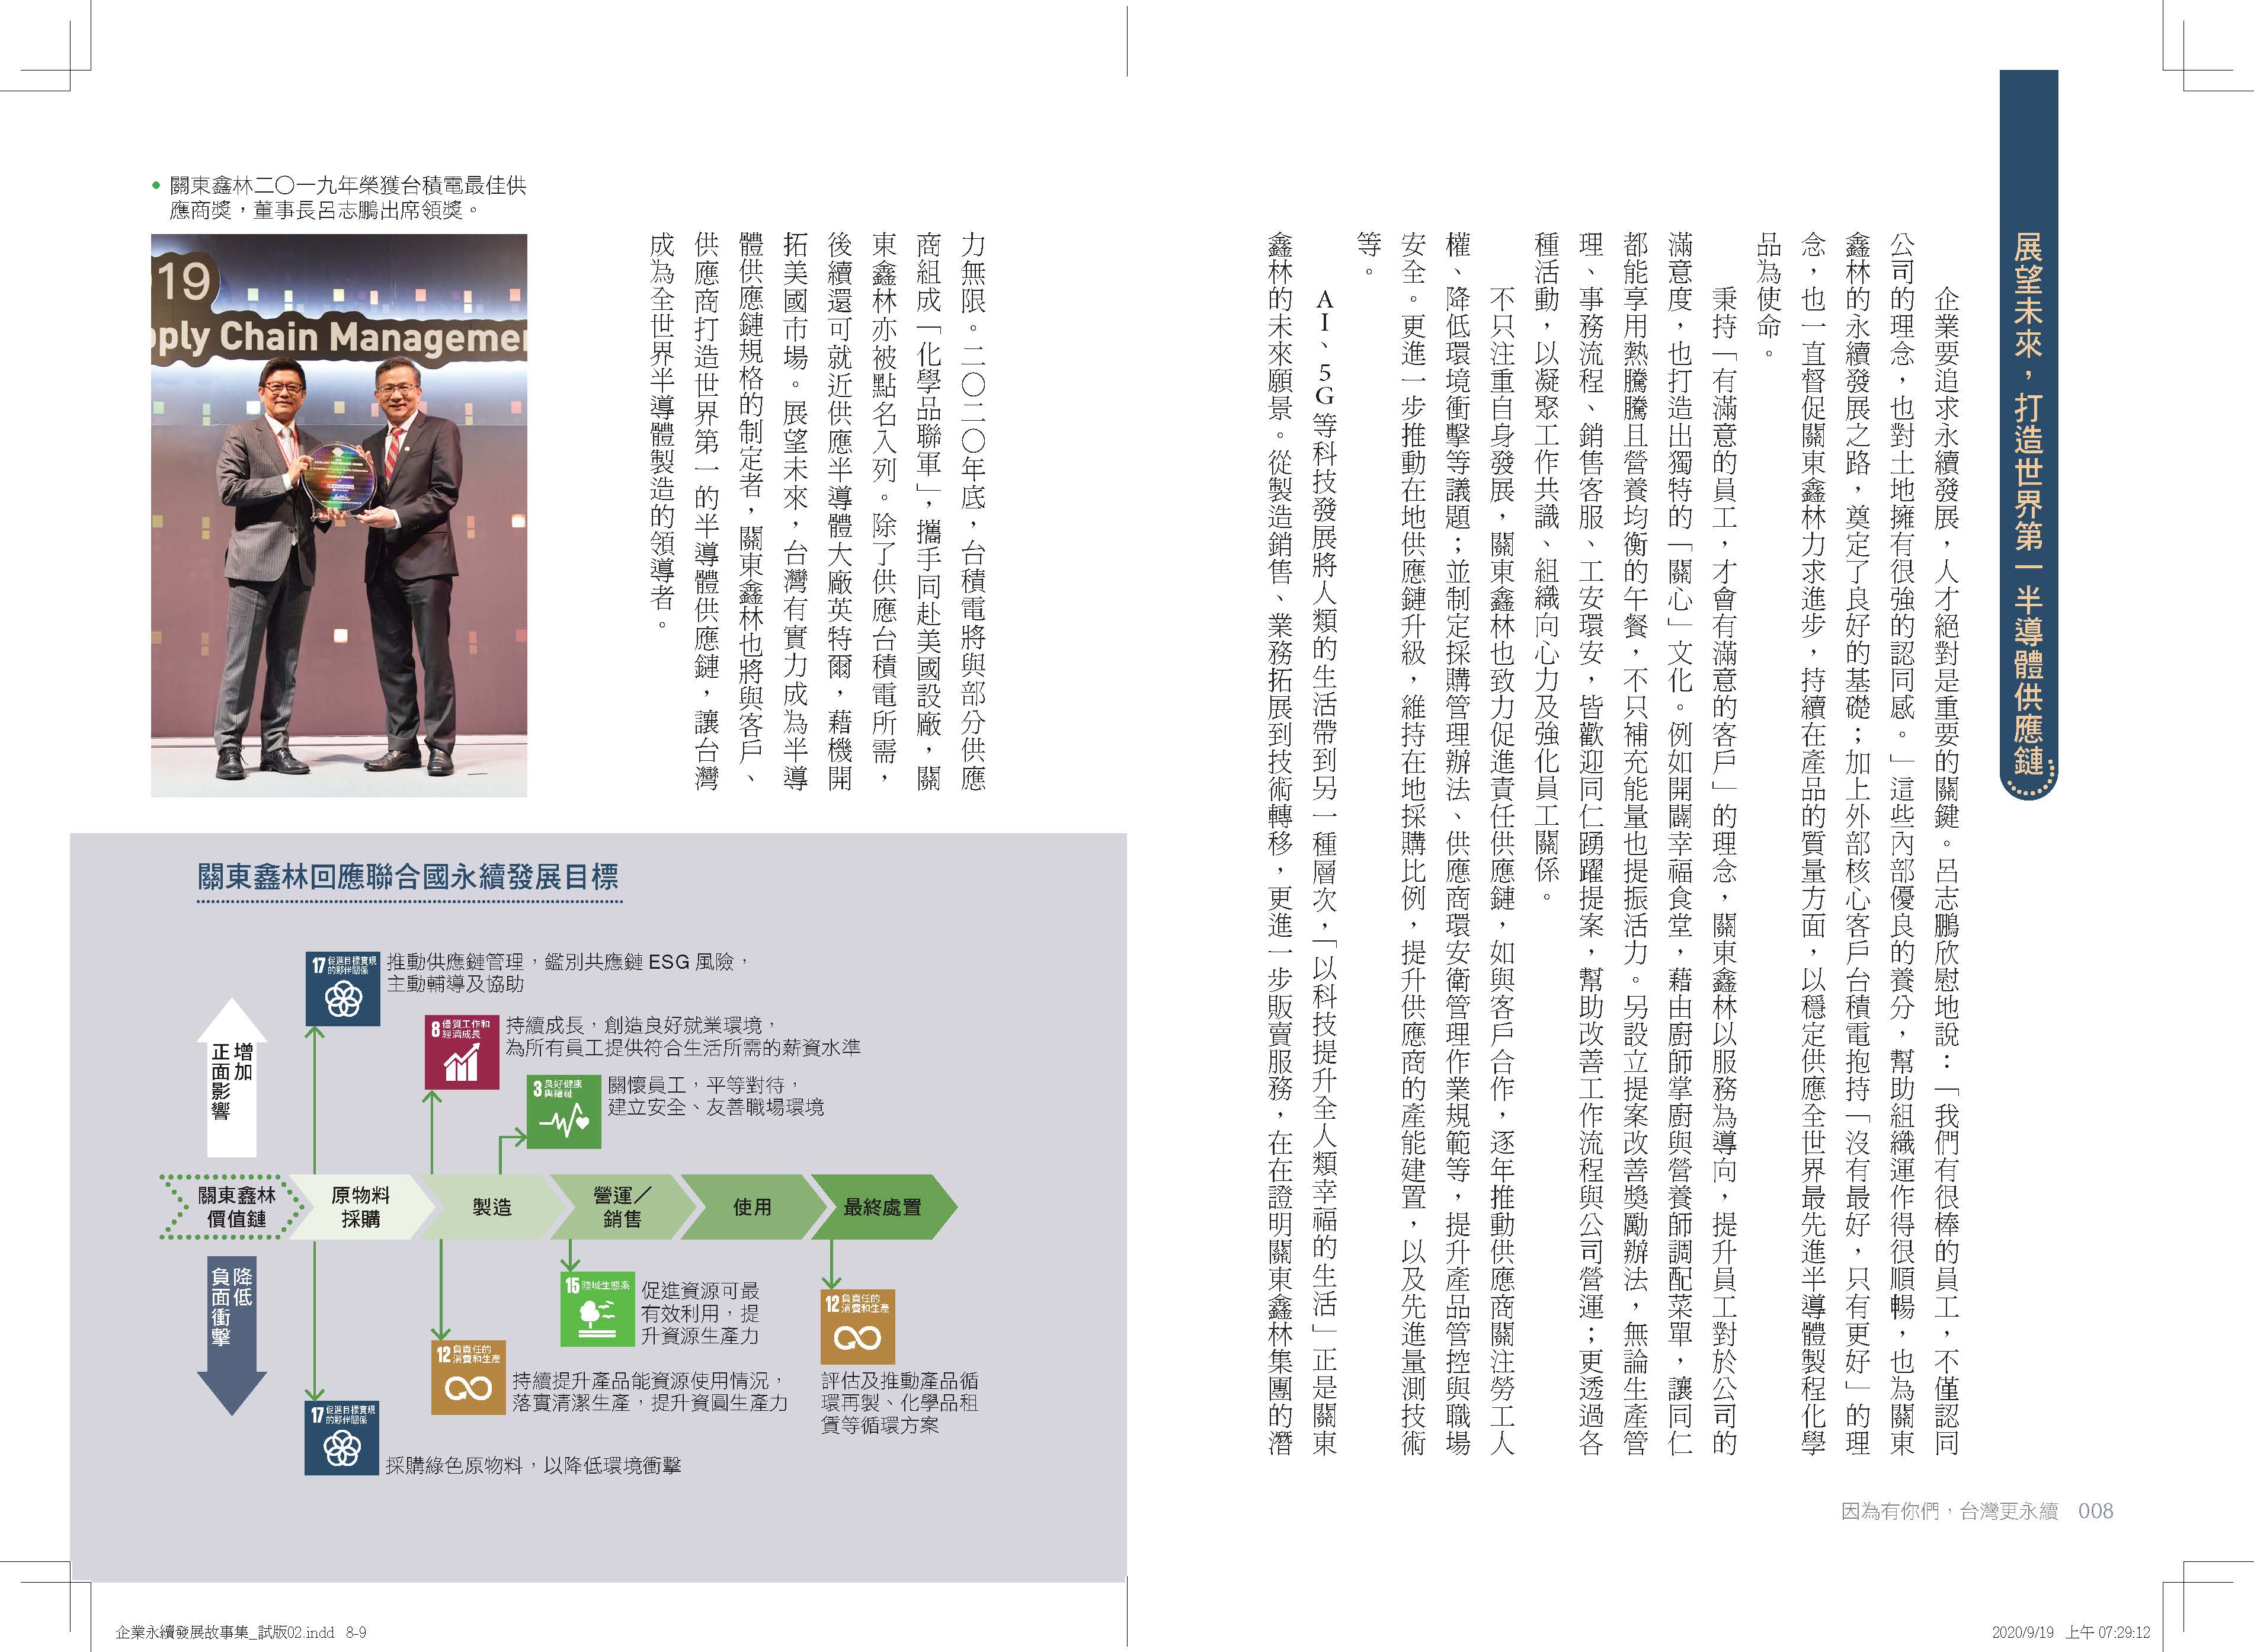 展望未來，打造世界第一半導體供應鏈
企業要追求永續發展，人才絕對是重要的關鍵。呂志鵬欣慰地說：「我們有很棒的員工，不僅認同
公司的理念，也對土地擁有很強的認同感。」這些內部優良的養分，幫助組織運作得很順暢，也為關東
鑫林的永續發展之路，奠定了良好的基礎；加上外部核心客戶台積電抱持「沒有最好，只有更好」的理
念，也一直督促關東鑫林力求進步，持續在產品的質量方面，以穩定供應全世界最先進半導體製程化學
品為使命。
秉持「有滿意的員工，才會有滿意的客戶」的理念，關東鑫林以服務為導向，提升員工對於公司的
滿意度，也打造出獨特的「關心」文化。例如開闢幸福食堂，藉由廚師掌廚與營養師調配菜單，讓同仁
都能享用熱騰騰且營養均衡的午餐，不只補充能量也提振活力。另設立提案改善獎勵辦法，無論生產管
理、事務流程、銷售客服、工安環安，皆歡迎同仁踴躍提案，幫助改善工作流程與公司營運；更透過各
種活動，以凝聚工作共識、組織向心力及強化員工關係。
不只注重自身發展，關東鑫林也致力促進責任供應鏈，如與客戶合作，逐年推動供應商關注勞工人
權、降低環境衝擊等議題；並制定採購管理辦法、供應商環安衛管理作業規範等，提升產品管控與職場
安全。更進一步推動在地供應鏈升級，維持在地採購比例，提升供應商的產能建置，以及先進量測技術
等。
AI、5G等科技發展將人類的生活帶到另一種層次，「以科技提升全人類幸福的生活」正是關東
鑫林的未來願景。從製造銷售、業務拓展到技術轉移，更進一步販賣服務，在在證明關東鑫林集團的潛
因為有你們，台灣更永續 008
力無限。二〇二〇年底，台積電將與部分供應
商組成「化學品聯軍」，攜手同赴美國設廠，關
東鑫林亦被點名入列。除了供應台積電所需，
後續還可就近供應半導體大廠英特爾，藉機開
拓美國市場。展望未來，台灣有實力成為半導
體供應鏈規格的制定者，關東鑫林也將與客戶、
供應商打造世界第一的半導體供應鏈，讓台灣
成為全世界半導體製造的領導者。
關東鑫林二〇一九年榮獲台積電最佳供
應商獎，董事長呂志鵬出席領獎。
19
pply Chain Manageme
關東鑫林回應聯合國永續發展目標
17 促進目標實現
的夥伴關係
推動供應鏈管理，鑑別共應鏈 ESG 風險，
主動輔導及協助
8 優質工作和
經濟成長
持續成長，創造良好就業環境，
為所有員工提供符合生活所需的薪資水準
3 良好健康
與福祉
關懷員工，平等對待，
建立安全、友善職場環境
增加
正面影響
關東鑫林
價值鏈
原物料
採購
製造
營運／
銷售
使用
最終處置
降低
負面衝擊
15 陸域生態系
促進資源可最
有效利用，提
升資源生產力
12 負責任的
消費和生產
評估及推動產品循
環再製、化學品租
賃等循環方案
12 負責任的
消費和生產
持續提升產品能資源使用情況，
落實清潔生產，提升資圓生產力
17 促進目標實現
的夥伴關係
採購綠色原物料，以降低環境衝擊
企業永續發展故事集_試版02.indd 8-9
2020/9/19 上午 07:29:12